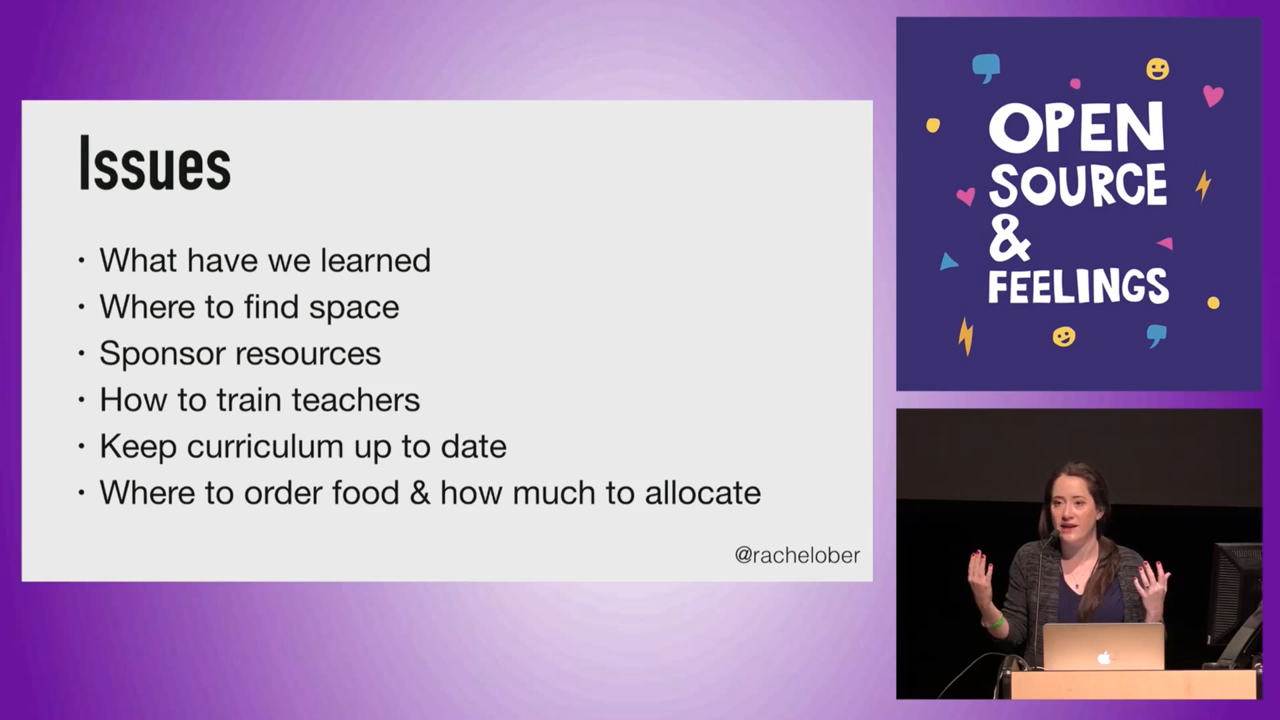 Issues
• What have we learned
• Where to find space
• Sponsor resources
• How to train teachers
• Keep curriculum up to date
• Where to order food & how much to allocate
@rachelober
OPEN
SOURCE
&
FEELINGS